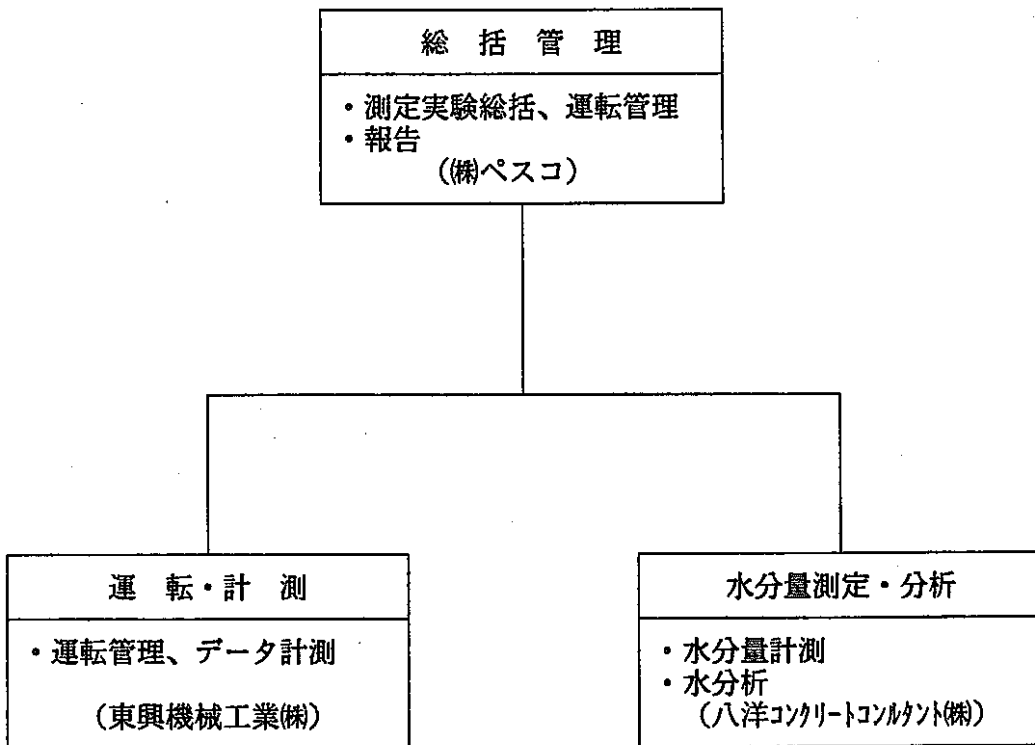 総括管理
・測定実験総括、運転管理
・報告
(㈱ペスコ)
運転・計測
・運転管理、データ計測
(東興機械工業㈱)
水分量測定・分析
・水分量計測
・水分析
(八洋コンクリートコンルタント㈱)